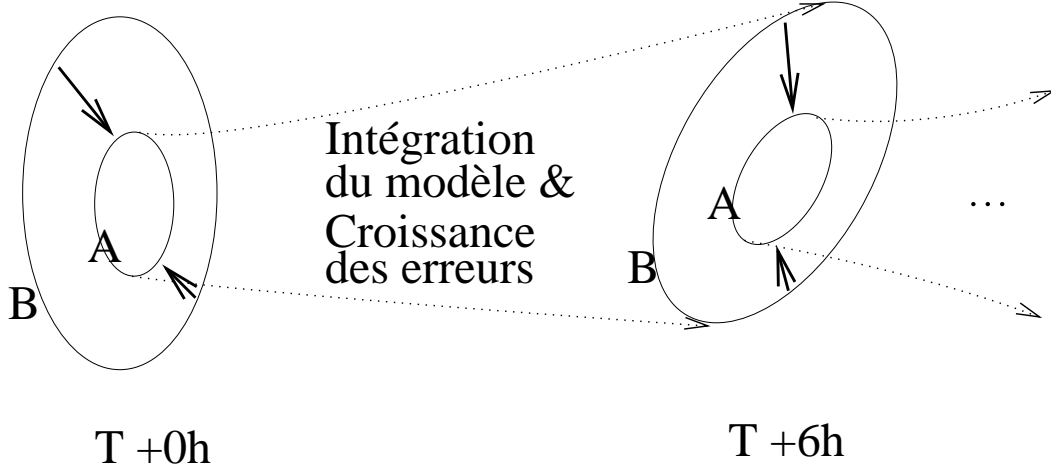 Intégration
du modèle &
Croissance
des erreurs
A
B
A
B
...
T +0h
T +6h